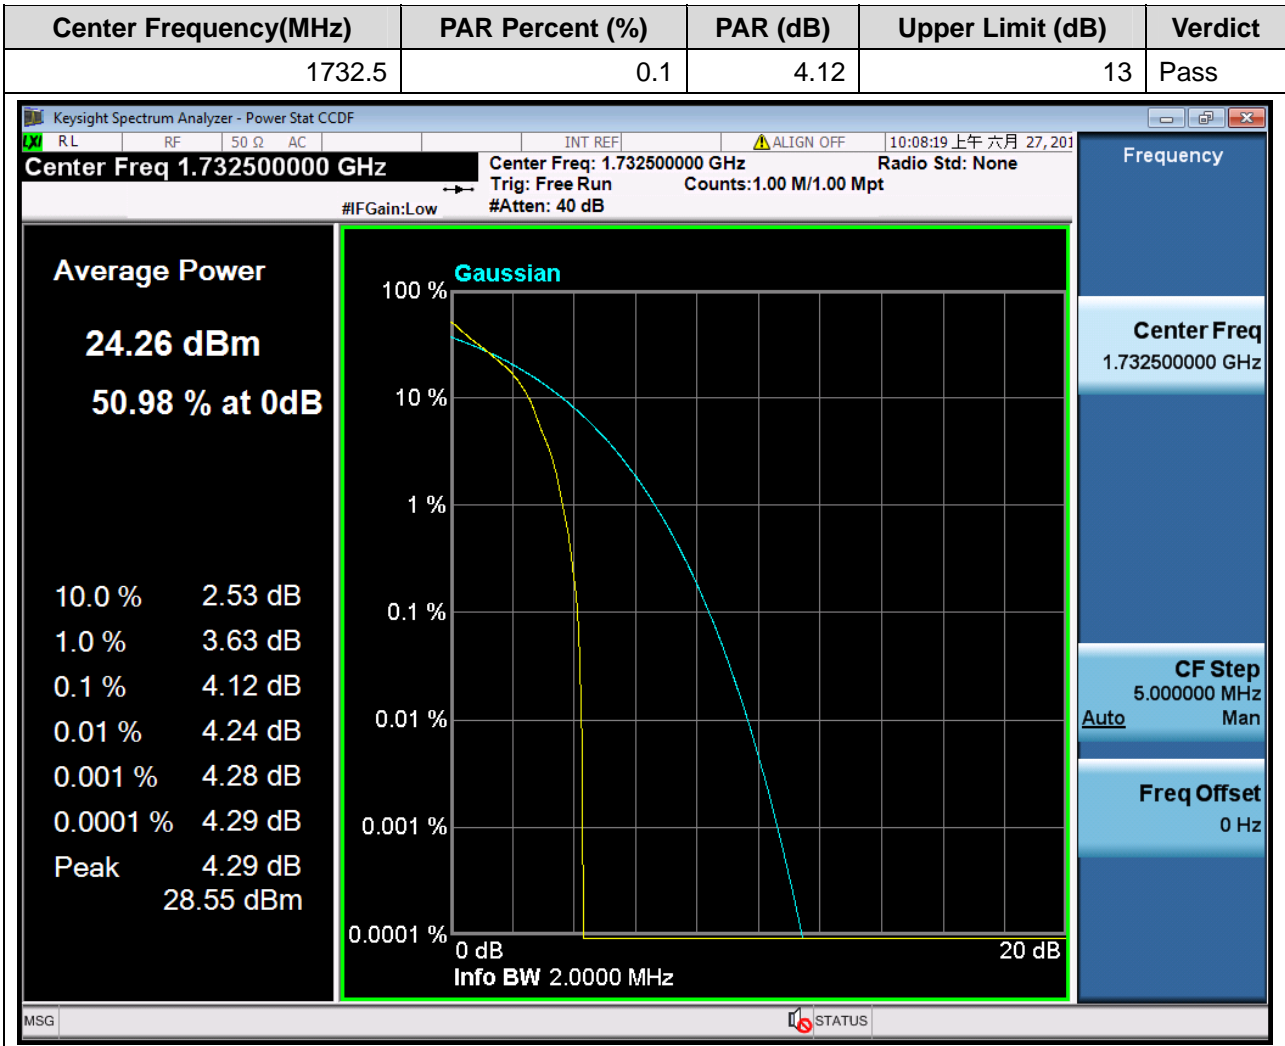 Center Frequency(MHz) PAR Percent (%) PAR (dB) Upper Limit (dB) Verdict
1732.5 0.1 4.12 13 Pass
Keysight Spectrum Analyzer - Power Stat CCDF
LXI RL RF 50 Ω AC INT REF ALIGN OFF 10:08:19 上午 六月 27, 201
Center Freq 1.732500000 GHz
Center Freq: 1.732500000 GHz Radio Std: None
Trig: Free Run Counts:1.00 M/1.00 Mpt
#IFGain:Low #Atten: 40 dB
Frequency
Average Power
24.26 dBm
50.98 % at 0dB
10.0 % 2.53 dB
1.0 % 3.63 dB
0.1 % 4.12 dB
0.01 % 4.24 dB
0.001 % 4.28 dB
0.0001 % 4.29 dB
Peak 4.29 dB
28.55 dBm
Gaussian
100 %
10 %
1 %
0.1 %
0.01 %
0.001 %
0.0001 %
0 dB 20 dB
Info BW 2.0000 MHz
Center Freq
1.732500000 GHz
CF Step
5.000000 MHz
Auto Man
Freq Offset
0 Hz
MSG STATUS